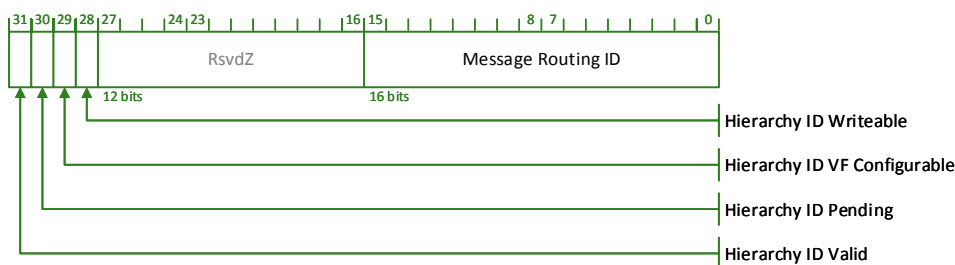 31 30 29 28 27 24 23 16 15 8 7 0
RsvdZ Message Routing ID
12 bits 16 bits
Hierarchy ID Writeable
Hierarchy ID VF Configurable
Hierarchy ID Pending
Hierarchy ID Valid